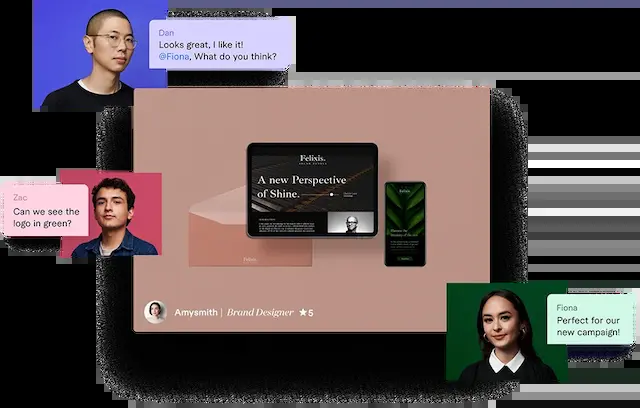 Dan
Looks great, I like it!
@Fiona, What do you think?
Felixis.
A new Perspective
of Shine.
Zac
Can we see the
logo in green?
Felixis
Amysmith | Brand Designer ★5
Fiona
Perfect for our
new campaign!